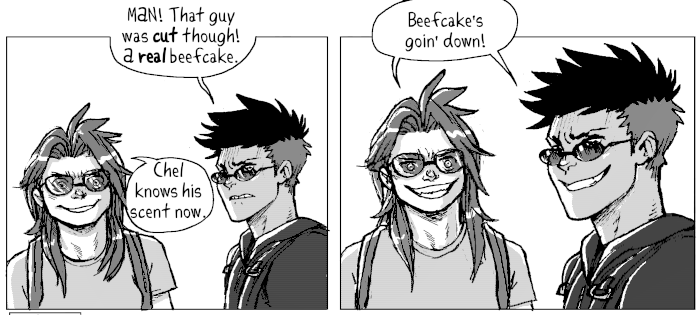 MaN! That guy
was cut though!
a real beefcake.
Chel
knows his
scent now.
Beefcake's
goin' down!